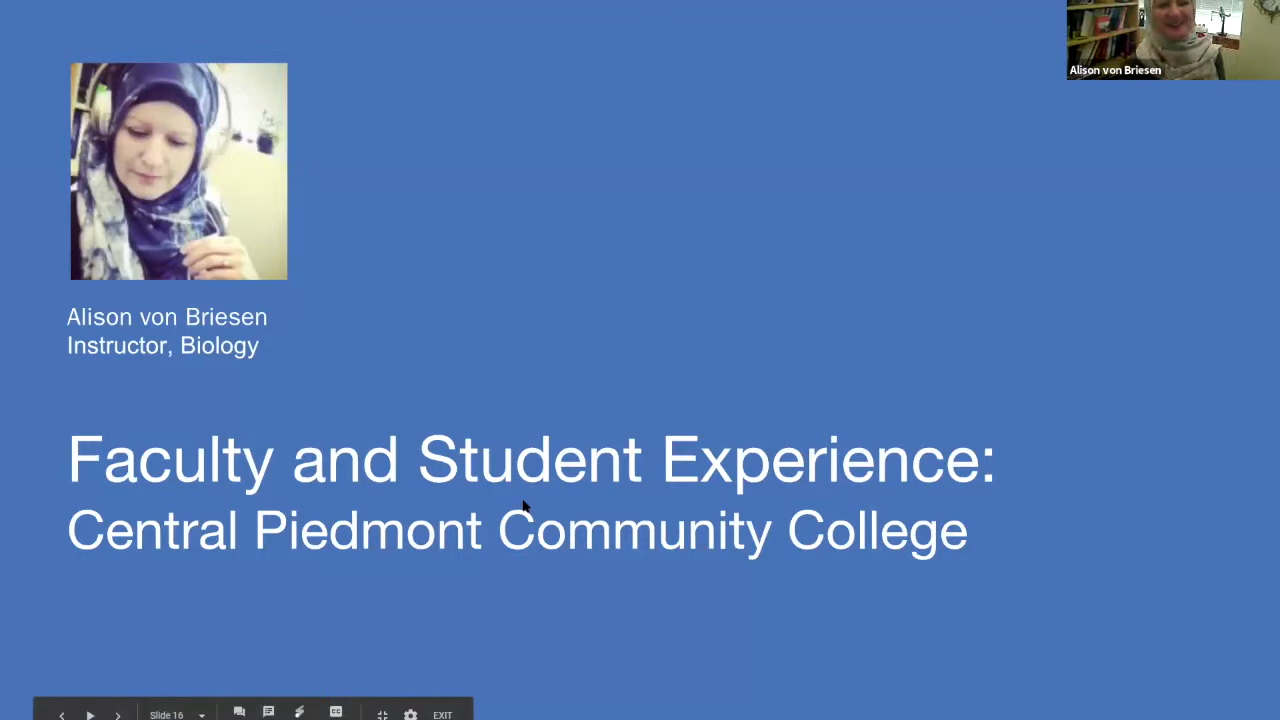 Alison von Briesen
Alison von Briesen
Instructor, Biology
Faculty and Student Experience:
Central Piedmont Community College
Slide 16
EXIT